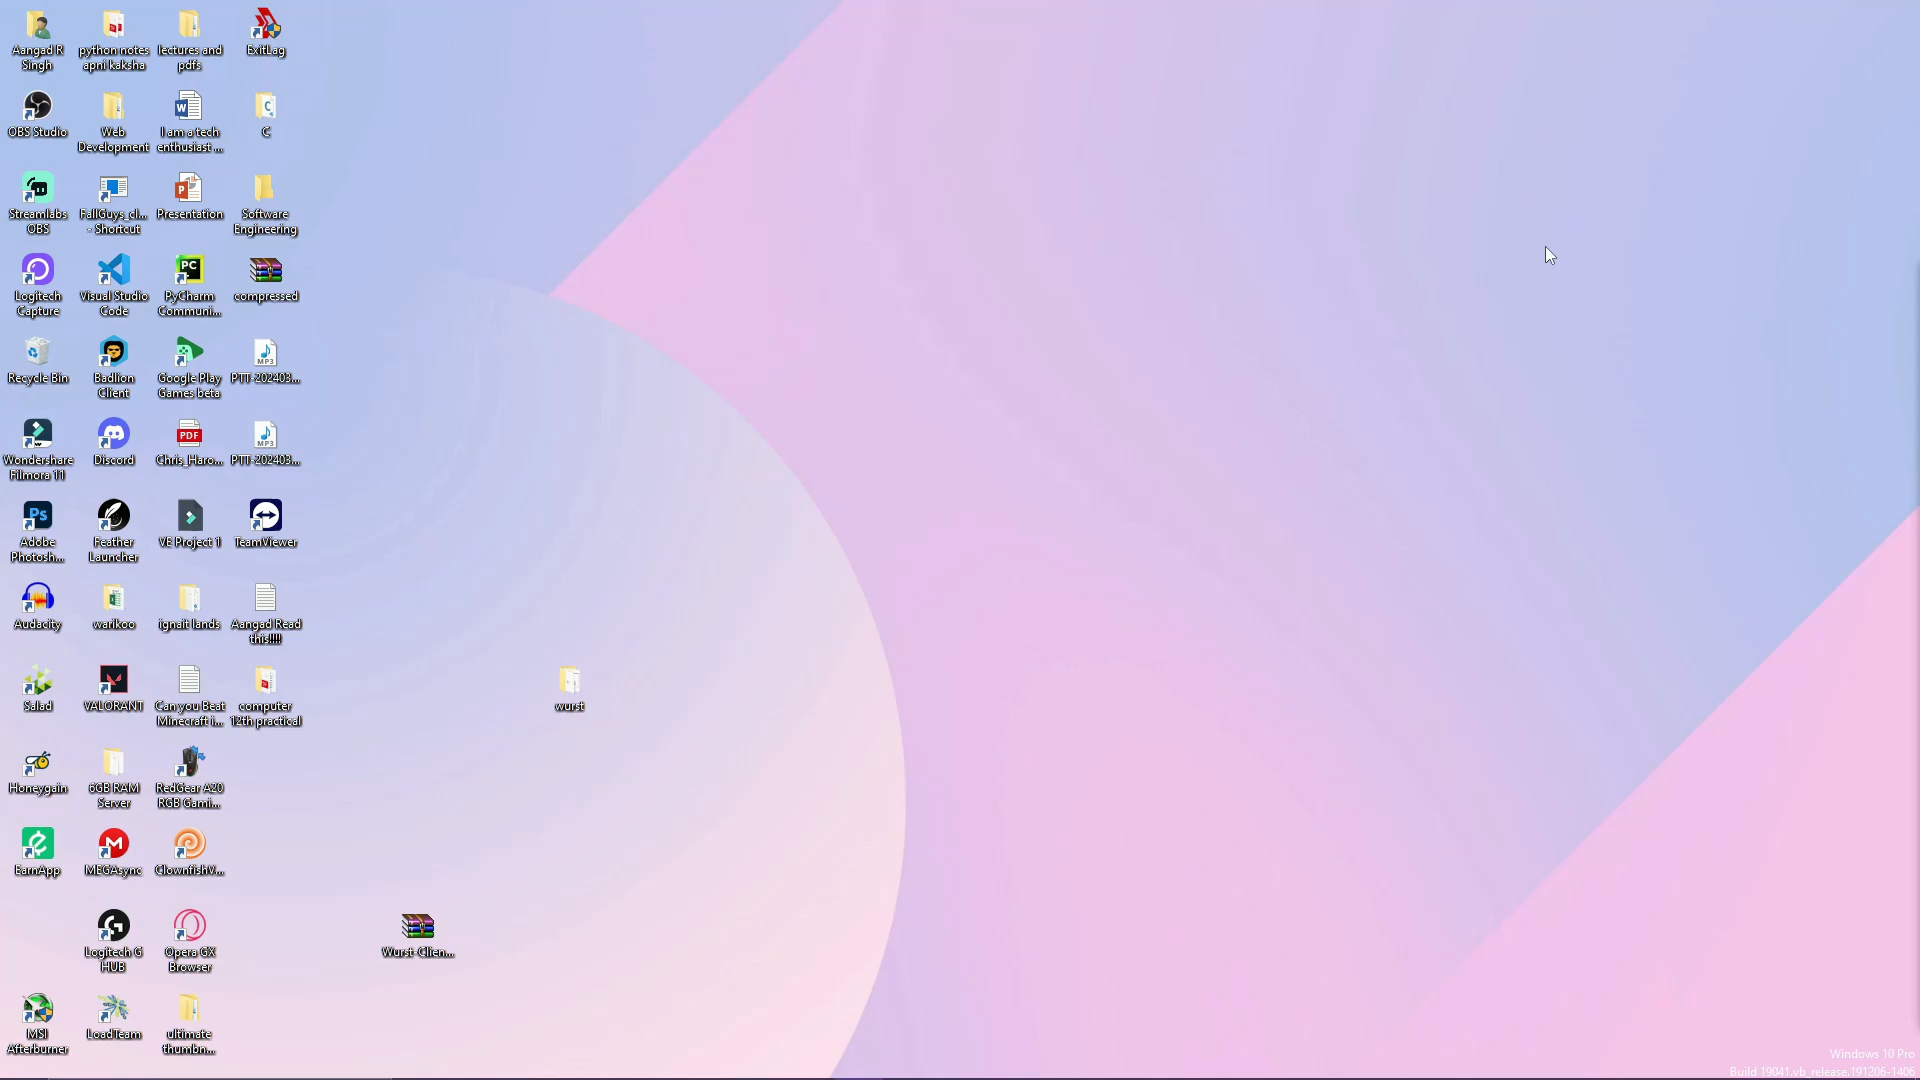 Aangad R
Singh
python notes
apni kaksha
lectures and
pdfs
ExitLag
OBS Studio
Web
Development
I am a tech
enthusiast ...
C
Streamlabs
OBS
FallGuys_cl...
- Shortcut
Presentation
Software
Engineering
Logitech
Capture
Visual Studio
Code
PyCharm
Communi...
compressed
Recycle Bin
Badlion
Client
Google Play
Games beta
MP3
PTT-202403...
Wondershare
Filmora 11
Discord
PDF
Chris_Haro...
MP3
PTT-202403...
Adobe
Photosh...
Feather
Launcher
VE Project 1
TeamViewer
Audacity
warikoo
ignait lands
Aangad Read
this!!!!
Salad
VALORANT
Can you Beat
Minecraft i...
computer
12th practical
wurst
Honeygain
6GB RAM
Server
RedGear A20
RGB Gami...
EarnApp
MEGAsync
ClownfishV...
Logitech G
HUB
Opera GX
Browser
Wurst-Clien...
MSI
Afterburner
LoadTeam
ultimate
thumbn...
Windows 10 Pro
Build 19041.vb_release.191206-1406